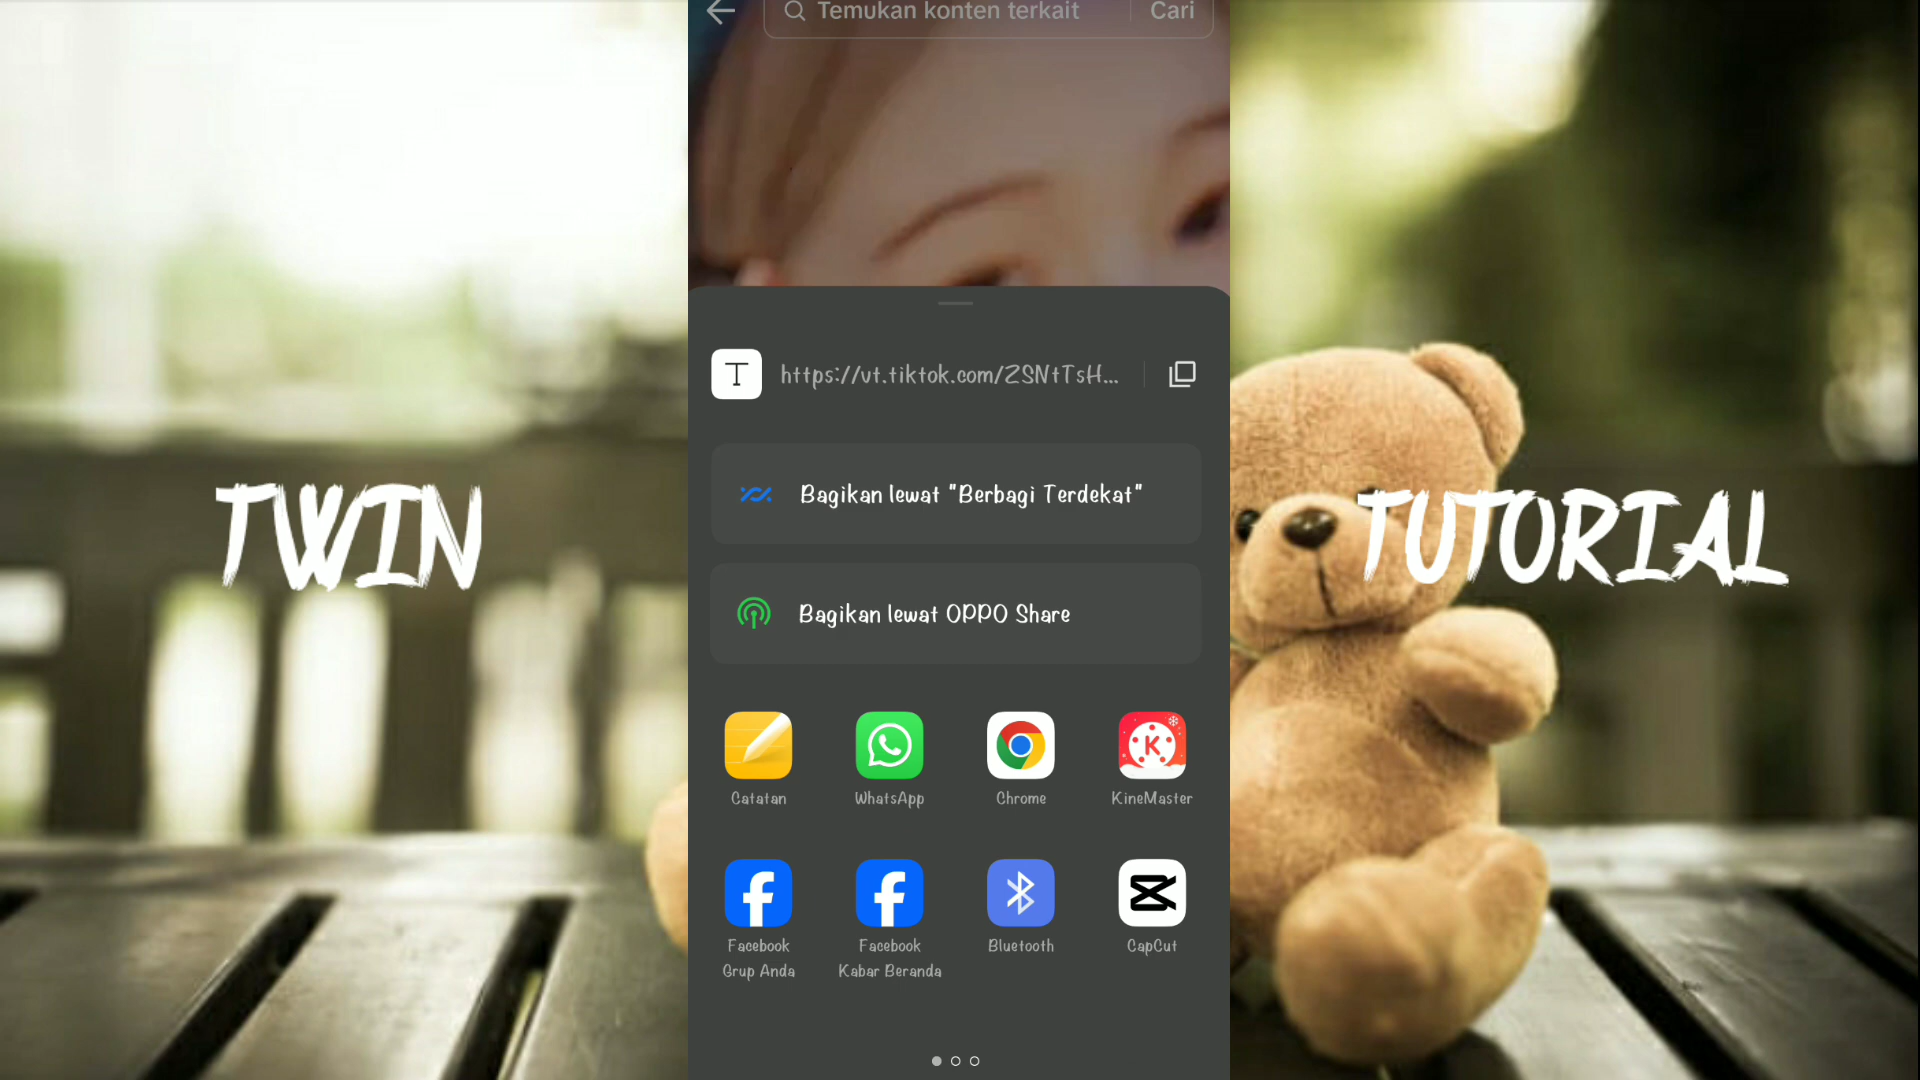 Temukan konten terkait
Cari
https://vt.tiktok.com/ZSNtTsH...
Bagikan lewat "Berbagi Terdekat"
TWIN
TUTORIAL
Bagikan lewat OPPO Share
Catatan
WhatsApp
Chrome
KineMaster
Facebook
Grup Anda
Facebook
Kabar Beranda
Bluetooth
CapCut